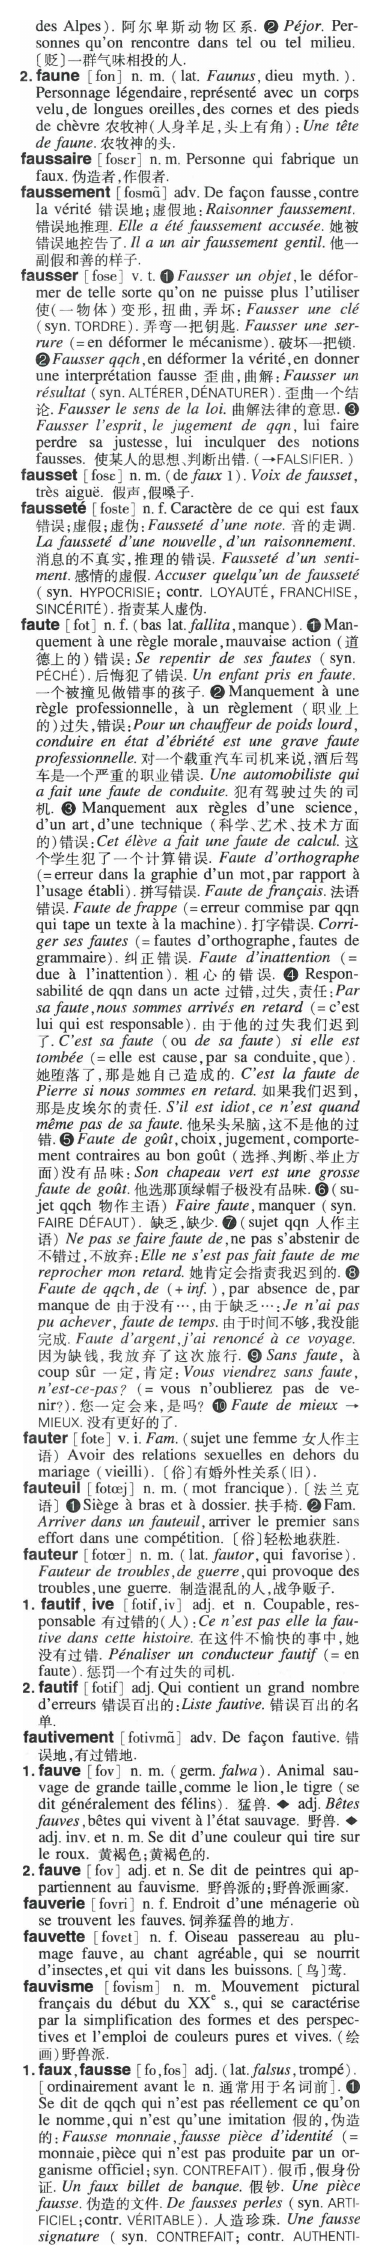 des Alpes). 阿尔卑斯动物区系. ❷ Péjor. Per-
sonnes qu'on rencontre dans tel ou tel milieu.
〔贬〕一群气味相投的人.
2. faune [fon] n. m. (lat. Faunus, dieu myth.).
Personnage légendaire, représenté avec un corps
velu, de longues oreilles, des cornes et des pieds
de chèvre 农牧神(人身羊足,头上有角): Une tête
de faune. 农牧神的头.
faussaire [fosɛr] n. m. Personne qui fabrique un
faux. 伪造者,作假者.
faussement [fosmɑ̃] adv. De façon fausse, contre
la vérité 错误地;虚假地: Raisonner faussement.
错误地推理. Elle a été faussement accusée. 她被
错误地控告了. Il a un air faussement gentil. 他一
副假和善的样子.
fausser [fose] v. t. ❶ Fausser un objet, le défor-
mer de telle sorte qu'on ne puisse plus l'utiliser
使(一物体) 变形, 扭曲, 弄坏: Fausser une clé
(syn. TORDRE). 弄弯一把钥匙. Fausser une ser-
rure (= en déformer le mécanisme). 破坏一把锁.
❷ Fausser qqch, en déformer la vérité, en donner
une interprétation fausse 歪曲,曲解: Fausser un
résultat (syn. ALTÉRER, DÉNATURER). 歪曲一个结
论. Fausser le sens de la loi. 曲解法律的意思. ❸
Fausser l'esprit, le jugement de qqn, lui faire
perdre sa justesse, lui inculquer des notions
fausses. 使某人的思想、判断出错. (→FALSIFIER. )
fausset [fosɛ] n. m. (de faux 1). Voix de fausset,
très aiguë. 假声,假嗓子.
fausseté [foste] n. f. Caractère de ce qui est faux
错误;虚假;虚伪: Fausseté d'une note. 音的走调.
La fausseté d'une nouvelle, d'un raisonnement.
消息的不真实,推理的错误. Fausseté d'un senti-
ment. 感情的虚假. Accuser quelqu'un de fausseté
( syn. HYPOCRISIE; contr. LOYAUTÉ, FRANCHISE,
SINCÉRITÉ). 指责某人虚伪.
faute [fot] n. f. (bas lat. fallita, manque). ❶ Man-
quement à une règle morale, mauvaise action (道
德上的) 错误: Se repentir de ses fautes ( syn.
PÉCHÉ). 后悔犯了错误. Un enfant pris en faute.
一个被撞见做错事的孩子. ❷ Manquement à une
règle professionnelle, à un règlement (职业上
的)过失,错误: Pour un chauffeur de poids lourd,
conduire en état d'ébriété est une grave faute
professionnelle. 对一个载重汽车司机来说,酒后驾
车是一个严重的职业错误. Une automobiliste qui
a fait une faute de conduite. 犯有驾驶过失的司
机. ❸ Manquement aux règles d'une science,
d'un art, d'une technique (科学、艺术、技术方面
的)错误: Cet élève a fait une faute de calcul. 这
个学生犯了一个计算错误. Faute d'orthographe
(= erreur dans la graphie d'un mot, par rapport à
l'usage établi). 拼写错误. Faute de français. 法语
错误. Faute de frappe (= erreur commise par qqn
qui tape un texte à la machine). 打字错误. Corri-
ger ses fautes (= fautes d'orthographe, fautes de
grammaire). 纠正错误. Faute d'inattention (=
due à l'inattention). 粗心的错误. ❹ Respon-
sabilité de qqn dans un acte 过错,过失,责任: Par
sa faute, nous sommes arrivés en retard (= c'est
lui qui est responsable). 由于他的过失我们迟到
了. C'est sa faute ( ou de sa faute) si elle est
tombée (= elle est cause, par sa conduite, que).
她堕落了,那是她自己造成的. C'est la faute de
Pierre si nous sommes en retard. 如果我们迟到,
那是皮埃尔的责任. S'il est idiot, ce n'est quand
même pas de sa faute. 他呆头呆脑,这不是他的过
错. ❺ Faute de goût, choix, jugement, comporte-
ment contraires au bon goût (选择、判断、举止方
面)没有品味: Son chapeau vert est une grosse
faute de goût. 他选那顶绿帽子极没有品味. ❻ (su-
jet qqch 物作主语) Faire faute, manquer (syn.
FAIRE DÉFAUT). 缺乏,缺少. ❼ (sujet qqn 人作主
语) Ne pas se faire faute de, ne pas s'abstenir de
不错过,不放弃: Elle ne s'est pas fait faute de me
reprocher mon retard. 她肯定会指责我迟到的. ❽
Faute de qqch, de ( + inf. ), par absence de, par
manque de 由于没有…,由于缺乏…: Je n'ai pas
pu achever, faute de temps. 由于时间不够,我没能
完成. Faute d'argent, j'ai renoncé à ce voyage.
因为缺钱,我放弃了这次旅行. ❾ Sans faute, à
coup sûr 一定,肯定: Vous viendrez sans faute,
n'est-ce-pas? (= vous n'oublierez pas de ve-
nir?). 您一定会来,是吗? ❿ Faute de mieux →
MIEUX. 没有更好的了.
fauter [fote] v. i. Fam. (sujet une femme 女人作主
语) Avoir des relations sexuelles en dehors du
mariage (vieilli). 〔俗〕有婚外性关系(旧).
fauteuil [fotœj] n. m. (mot francique). 〔法兰克
语〕 ❶ Siège à bras et à dossier. 扶手椅. ❷ Fam.
Arriver dans un fauteuil, arriver le premier sans
effort dans une compétition. 〔俗〕轻松地获胜.
fauteur [fotœr] n. m. (lat. fautor, qui favorise).
Fauteur de troubles, de guerre, qui provoque des
troubles, une guerre. 制造混乱的人,战争贩子.
1. fautif, ive [fotif, iv] adj. et n. Coupable, res-
ponsable 有过错的(人): Ce n'est pas elle la fau-
tive dans cette histoire. 在这件不愉快的事中,她
没有过错. Pénaliser un conducteur fautif (= en
faute). 惩罚一个有过失的司机.
2. fautif [fotif] adj. Qui contient un grand nombre
d'erreurs 错误百出的: Liste fautive. 错误百出的名
单.
fautivement [fotivmɑ̃] adv. De façon fautive. 错
误地,有过错地.
1. fauve [fov] n. m. (germ. falwa). Animal sau-
vage de grande taille, comme le lion, le tigre (se
dit généralement des félins). 猛兽. ◆ adj. Bêtes
fauves, bêtes qui vivent à l'état sauvage. 野兽. ◆
adj. inv. et n. m. Se dit d'une couleur qui tire sur
le roux. 黄褐色;黄褐色的.
2. fauve [fov] adj. et n. Se dit de peintres qui ap-
partiennent au fauvisme. 野兽派的;野兽派画家.
fauverie [fovri] n. f. Endroit d'une ménagerie où
se trouvent les fauves. 饲养猛兽的地方.
fauvette [fovɛt] n. f. Oiseau passereau au plu-
mage fauve, au chant agréable, qui se nourrit
d'insectes, et qui vit dans les buissons. 〔鸟〕莺.
fauvisme [fovism] n. m. Mouvement pictural
français du début du XXe s., qui se caractérise
par la simplification des formes et des perspec-
tives et l'emploi de couleurs pures et vives. (绘
画)野兽派.
1. faux, fausse [fo, fos] adj. (lat. falsus, trompé).
[ordinairement avant le n. 通常用于名词前]. ❶
Se dit de qqch qui n'est pas réellement ce qu'on
le nomme, qui n'est qu'une imitation 假的,伪造
的: Fausse monnaie, fausse pièce d'identité (=
monnaie, pièce qui n'est pas produite par un or-
ganisme officiel; syn. CONTREFAIT). 假币,假身份
证. Un faux billet de banque. 假钞. Une pièce
fausse. 伪造的文件. De fausses perles ( syn. ARTI-
FICIEL; contr. VÉRITABLE). 人造珍珠. Une fausse
signature ( syn. CONTREFAIT; contr. AUTHENTI-